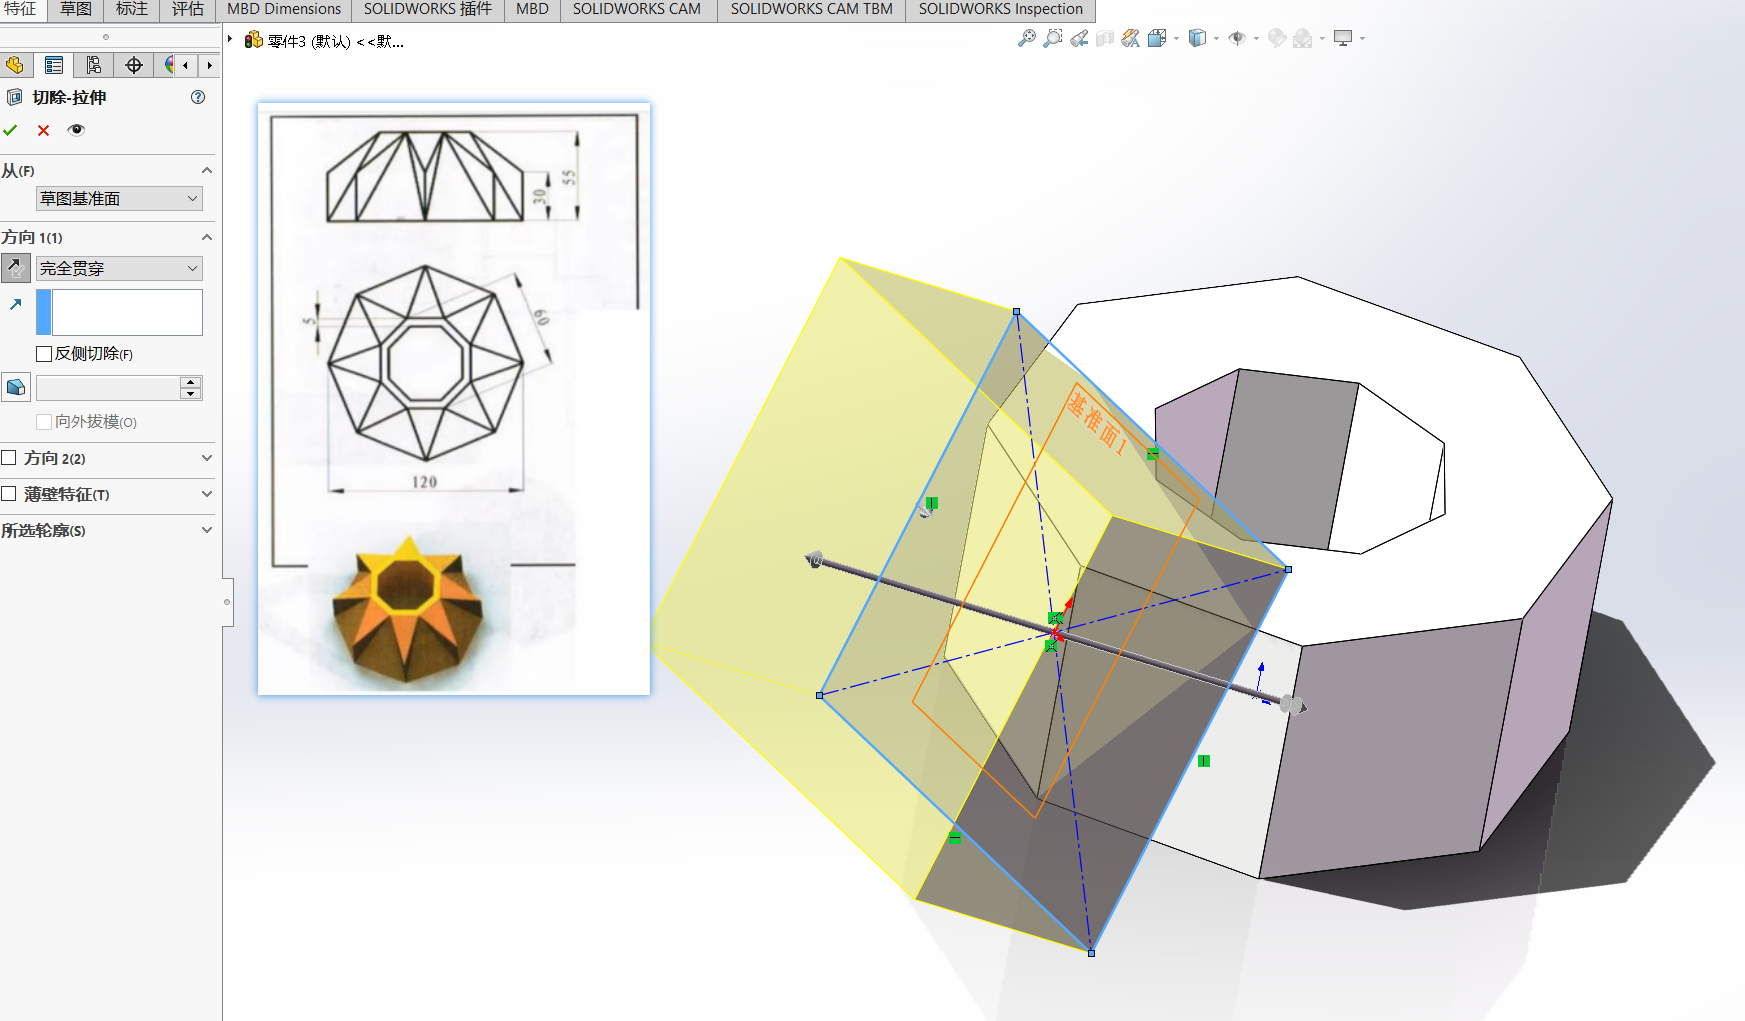 特征 草图 标注 评估 MBD Dimensions SOLIDWORKS 插件 MBD SOLIDWORKS CAM SOLIDWORKS CAM TBM SOLIDWORKS Inspection
零件3 (默认) <<默...
切除-拉伸
从(F)
草图基准面
方向 1(1)
完全贯穿
反侧切除(F)
向外拔模(O)
方向 2(2)
薄壁特征(T)
所选轮廓(S)
55
30
5
60
120
基准面1